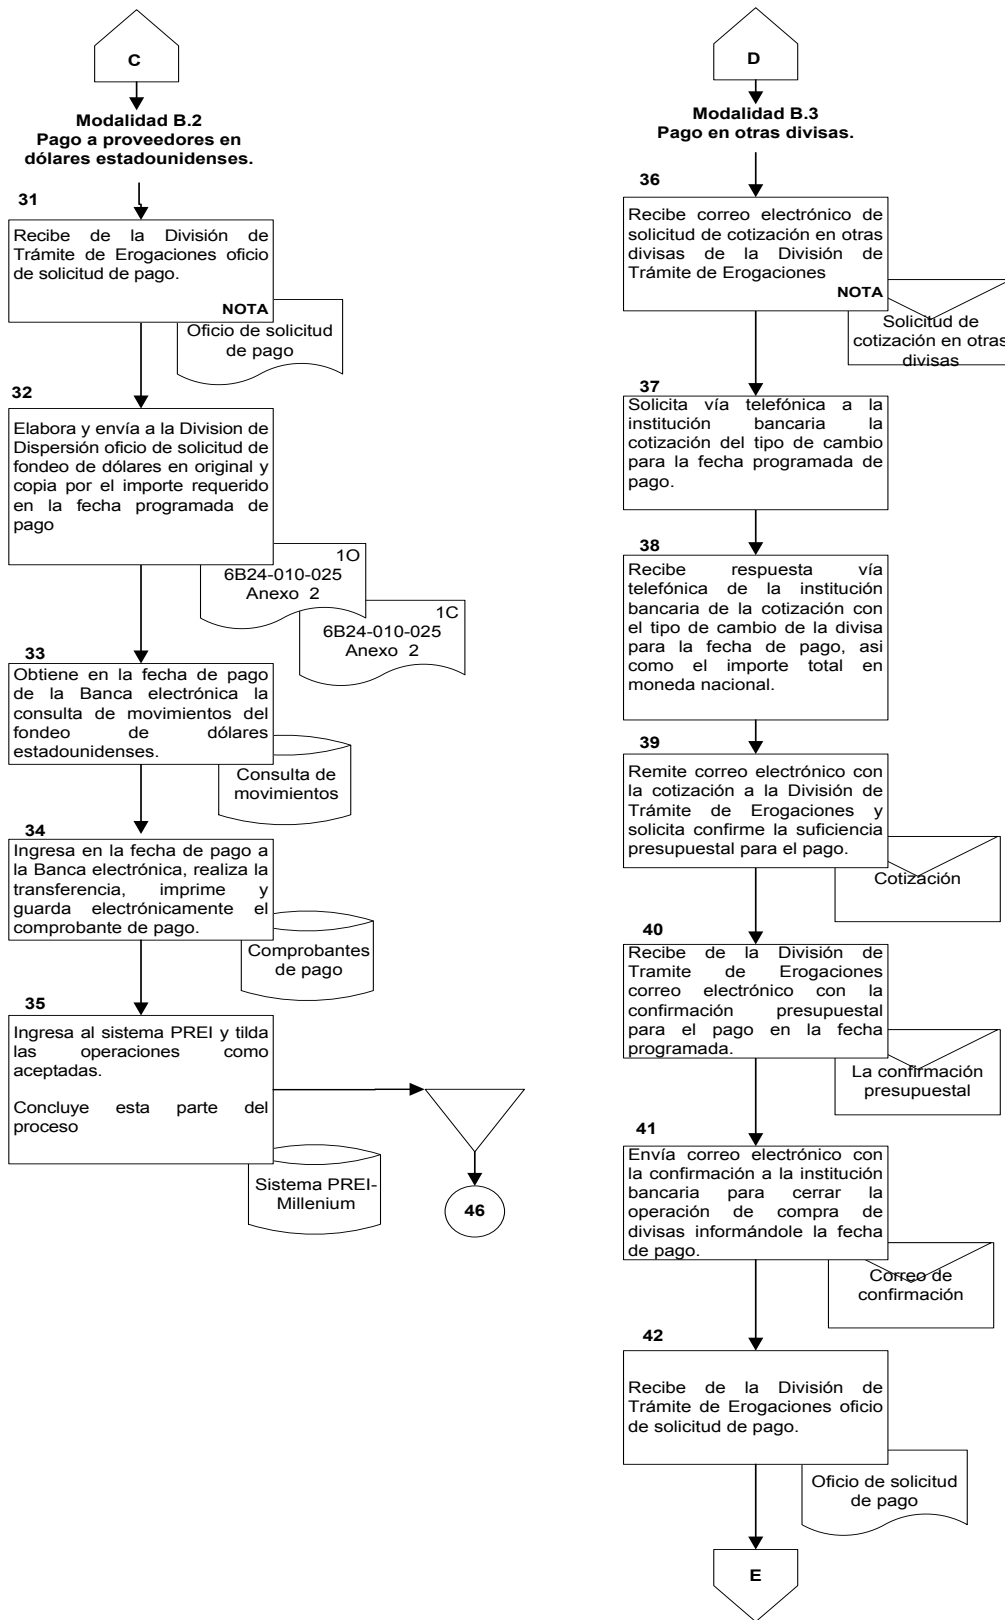 C
Modalidad B.2
Pago a proveedores en
dólares estadounidenses.
31
Recibe de la División de
Trámite de Erogaciones oficio
de solicitud de pago.
NOTA
Oficio de solicitud
de pago
32
Elabora y envía a la Division de
Dispersión oficio de solicitud de
fondeo de dólares en original y
copia por el importe requerido
en la fecha programada de
pago
1O
6B24-010-025
Anexo 2
1C
6B24-010-025
Anexo 2
33
Obtiene en la fecha de pago
de la Banca electrónica la
consulta de movimientos del
fondeo de dólares
estadounidenses.
Consulta de
movimientos
34
Ingresa en la fecha de pago a
la Banca electrónica, realiza la
transferencia, imprime y
guarda electrónicamente el
comprobante de pago.
Comprobantes
de pago
35
Ingresa al sistema PREI y tilda
las operaciones como
aceptadas.
Concluye esta parte del
proceso
Sistema PREI-
Millenium
46
D
Modalidad B.3
Pago en otras divisas.
36
Recibe correo electrónico de
solicitud de cotización en otras
divisas de la División de
Trámite de Erogaciones
NOTA
Solicitud de
cotización en otras
divisas
37
Solicita vía telefónica a la
institución bancaria la
cotización del tipo de cambio
para la fecha programada de
pago.
38
Recibe respuesta vía
telefónica de la institución
bancaria de la cotización con
el tipo de cambio de la divisa
para la fecha de pago, asi
como el importe total en
moneda nacional.
39
Remite correo electrónico con
la cotización a la División de
Trámite de Erogaciones y
solicita confirme la suficiencia
presupuestal para el pago.
Cotización
40
Recibe de la División de
Tramite de Erogaciones
correo electrónico con la
confirmación presupuestal
para el pago en la fecha
programada.
La confirmación
presupuestal
41
Envía correo electrónico con
la confirmación a la institución
bancaria para cerrar la
operación de compra de
divisas informándole la fecha
de pago.
Correo de
confirmación
42
Recibe de la División de
Trámite de Erogaciones oficio
de solicitud de pago.
Oficio de solicitud
de pago
E